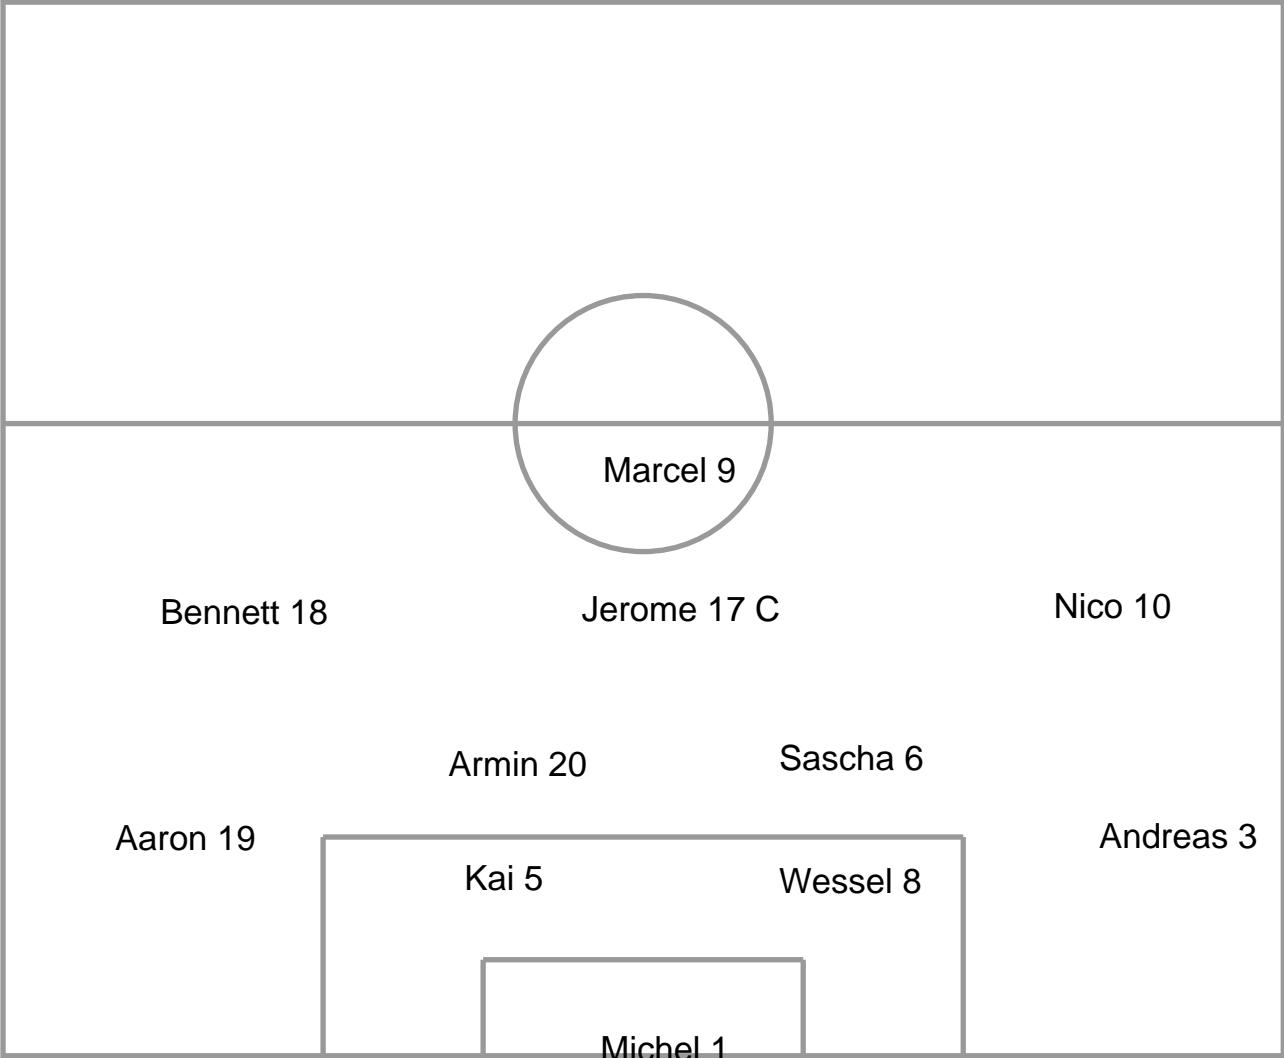 Marcel 9
Bennett 18
Jerome 17 C
Nico 10
Armin 20
Sascha 6
Aaron 19
Andreas 3
Kai 5
Wessel 8
Michel 1